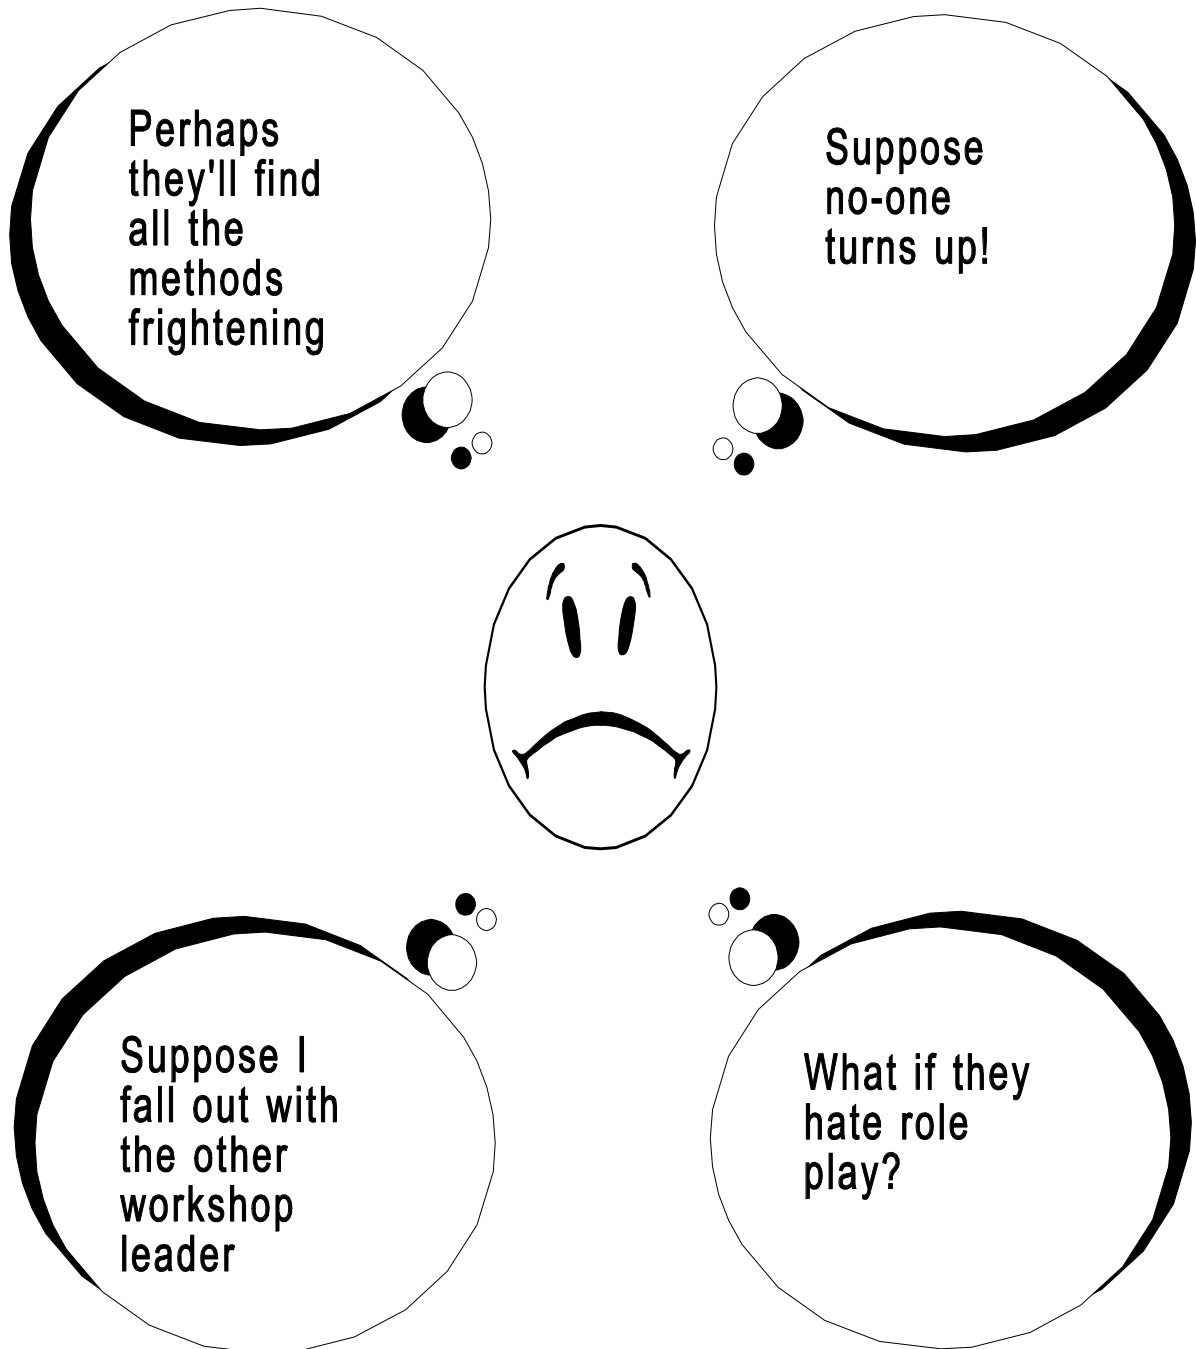 Perhaps
they'll find
all the
methods
frightening
Suppose
no-one
turns up!
Suppose I
fall out with
the other
workshop
leader
What if they
hate role
play?